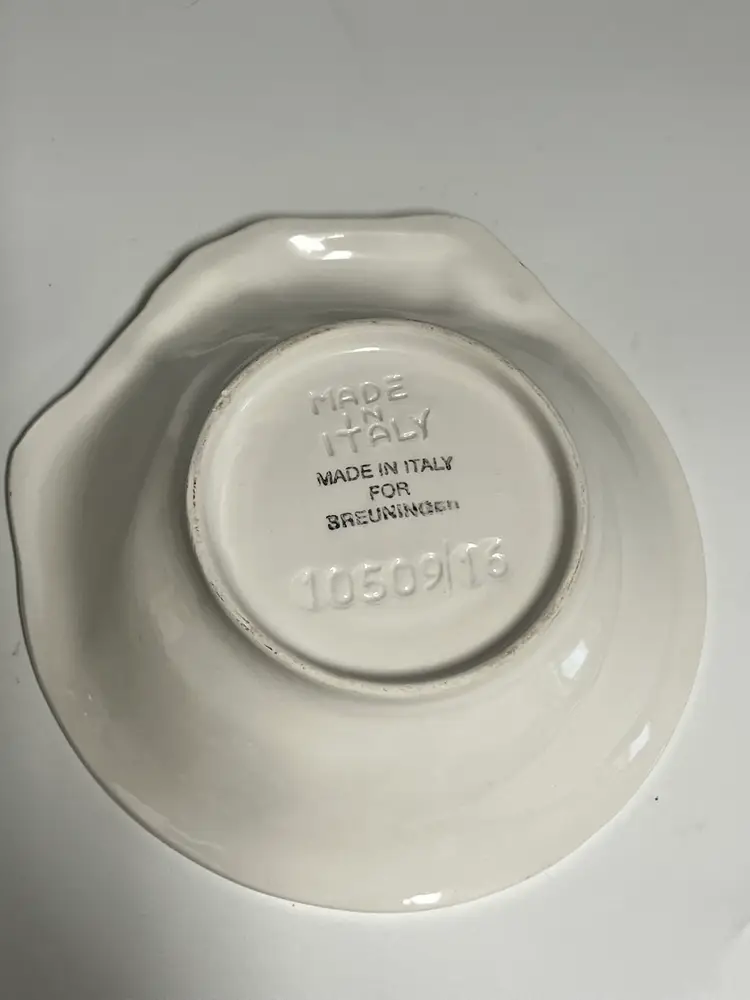 MADE
IN
ITALY
MADE IN ITALY
FOR
BREUNINGER
10509/16